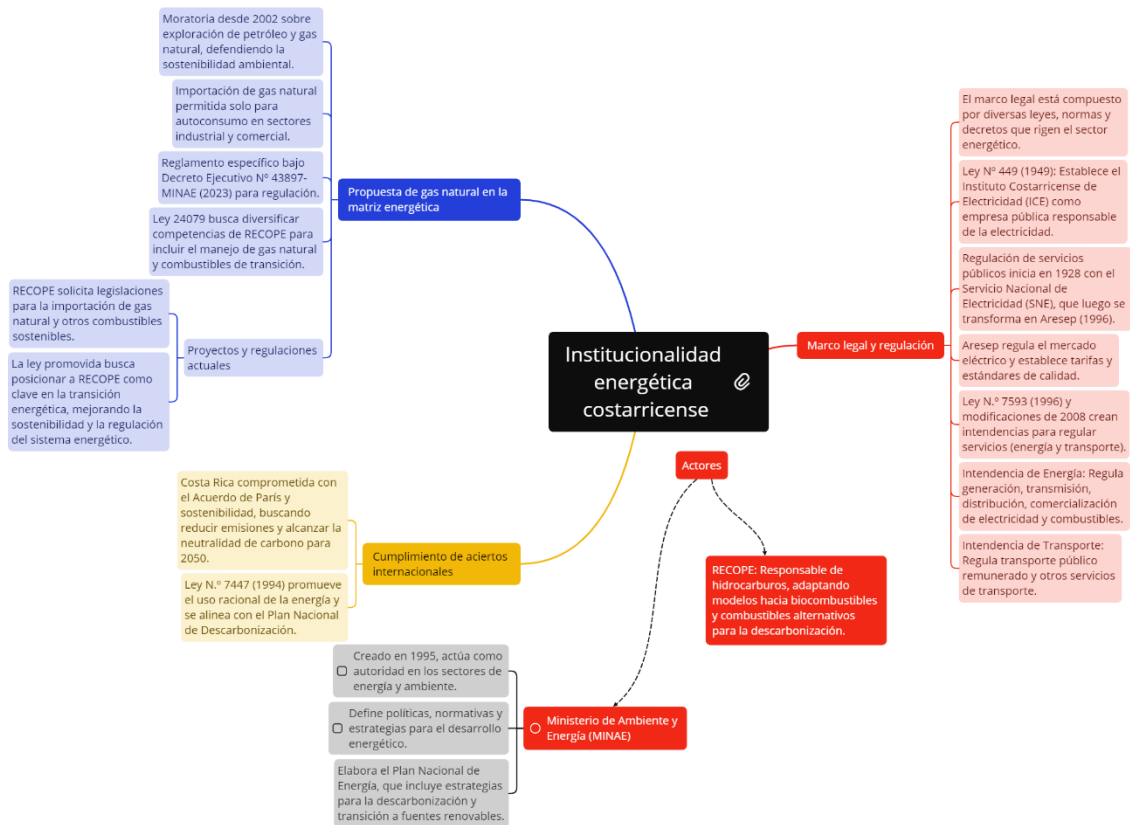 Institucionalidad
energética
costarricense
Propuesta de gas natural en la
matriz energética
Moratoria desde 2002 sobre
exploración de petróleo y gas
natural, defendiendo la
sostenibilidad ambiental.
Importación de gas natural
permitida solo para
autoconsumo en sectores
industrial y comercial.
Reglamento específico bajo
Decreto Ejecutivo Nº 43897-
MINAE (2023) para regulación.
Ley 24079 busca diversificar
competencias de RECOPE para
incluir el manejo de gas natural
y combustibles de transición.
Proyectos y regulaciones
actuales
RECOPE solicita legislaciones
para la importación de gas
natural y otros combustibles
sostenibles.
La ley promovida busca
posicionar a RECOPE como
clave en la transición
energética, mejorando la
sostenibilidad y la regulación
del sistema energético.
Marco legal y regulación
El marco legal está compuesto
por diversas leyes, normas y
decretos que rigen el sector
energético.
Ley Nº 449 (1949): Establece el
Instituto Costarricense de
Electricidad (ICE) como
empresa pública responsable
de la electricidad.
Regulación de servicios
públicos inicia en 1928 con el
Servicio Nacional de
Electricidad (SNE), que luego se
transforma en Aresep (1996).
Aresep regula el mercado
eléctrico y establece tarifas y
estándares de calidad.
Ley N.º 7593 (1996) y
modificaciones de 2008 crean
intendencias para regular
servicios (energía y transporte).
Intendencia de Energía: Regula
generación, transmisión,
distribución, comercialización
de electricidad y combustibles.
Intendencia de Transporte:
Regula transporte público
remunerado y otros servicios
de transporte.
Cumplimiento de aciertos
internacionales
Costa Rica comprometida con
el Acuerdo de París y
sostenibilidad, buscando
reducir emisiones y alcanzar la
neutralidad de carbono para
2050.
Ley N.º 7447 (1994) promueve
el uso racional de la energía y
se alinea con el Plan Nacional
de Descarbonización.
Actores
RECOPE: Responsable de
hidrocarburos, adaptando
modelos hacia biocombustibles
y combustibles alternativos
para la descarbonización.
Ministerio de Ambiente y
Energía (MINAE)
Creado en 1995, actúa como
autoridad en los sectores de
energía y ambiente.
Define políticas, normativas y
estrategias para el desarrollo
energético.
Elabora el Plan Nacional de
Energía, que incluye estrategias
para la descarbonización y
transición a fuentes renovables.